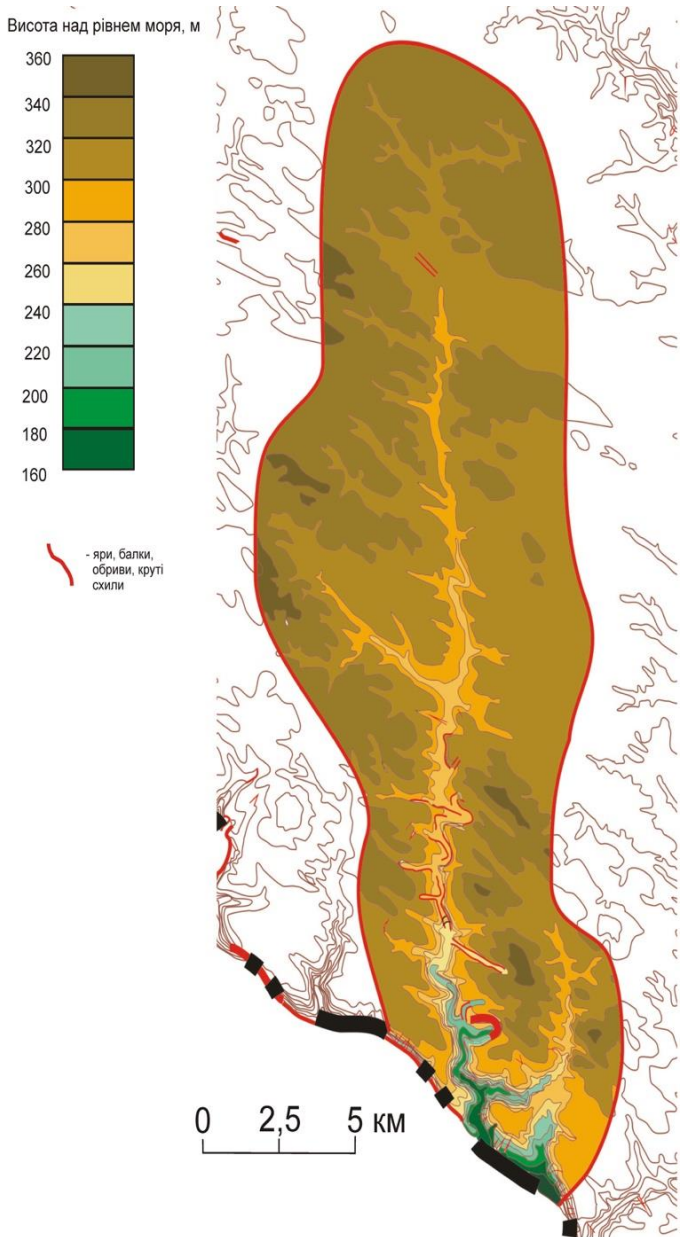 Висота над рівнем моря, м
360
340
320
300
280
260
240
220
200
180
160
- яри, балки,
обриви, круті
схили
0 2,5 5 км